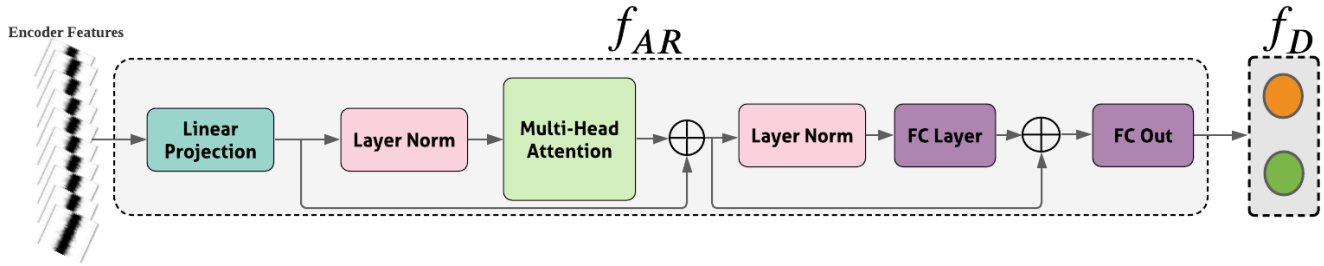 Encoder Features
f_AR
f_D
Linear
Projection
Layer Norm
Multi-Head
Attention
Layer Norm
FC Layer
FC Out